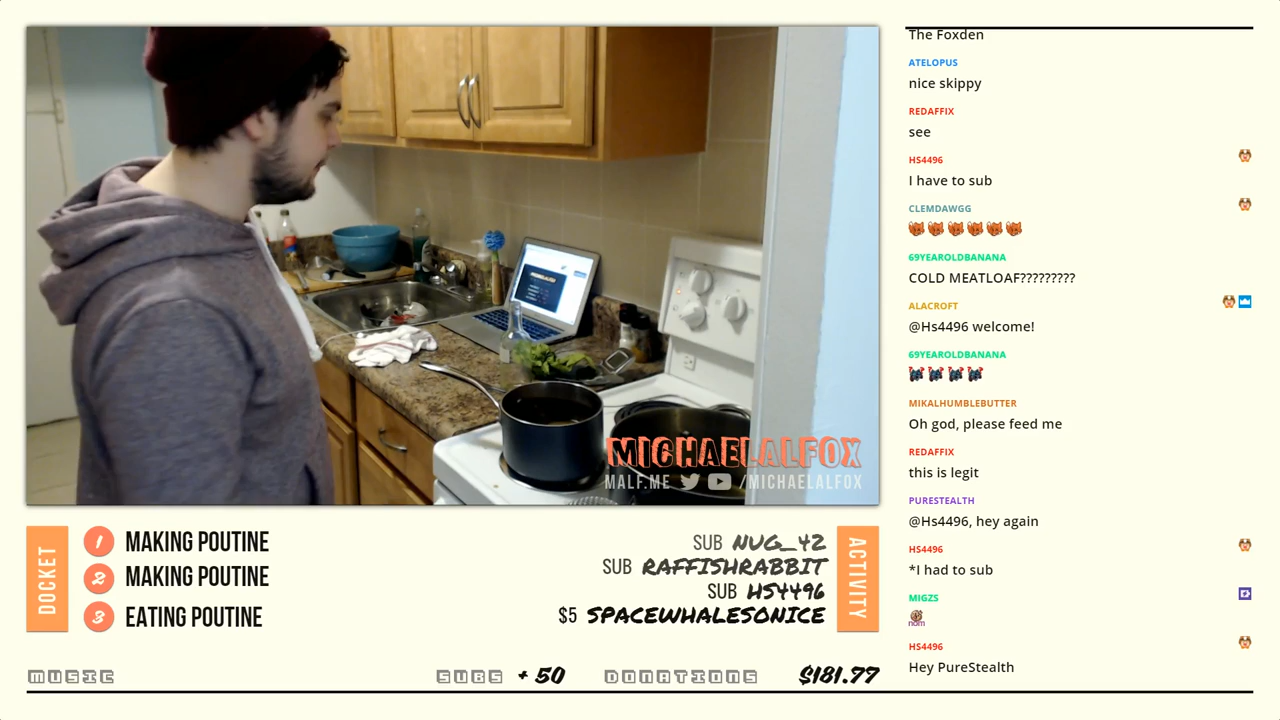 MICHAELALFOX
MALF.ME /MICHAELALFOX
DOCKET
1 MAKING POUTINE
2 MAKING POUTINE
3 EATING POUTINE
SUB NUG_42
SUB RAFFISHRABBIT
SUB HS4496
$5 SPACEWHALESONICE
ACTIVITY
MUSIC
SUBS + 50
DONATIONS $181.77
The Foxden
ATELOPUS
nice skippy
REDAFFIX
see
HS4496
I have to sub
CLEMDAWGG
69YEAROLDBANANA
COLD MEATLOAF?????????
ALACROFT
@Hs4496 welcome!
69YEAROLDBANANA
MIKALHUMBLEBUTTER
Oh god, please feed me
REDAFFIX
this is legit
PURESTEALTH
@Hs4496, hey again
HS4496
*I had to sub
MIGZS
nom
HS4496
Hey PureStealth